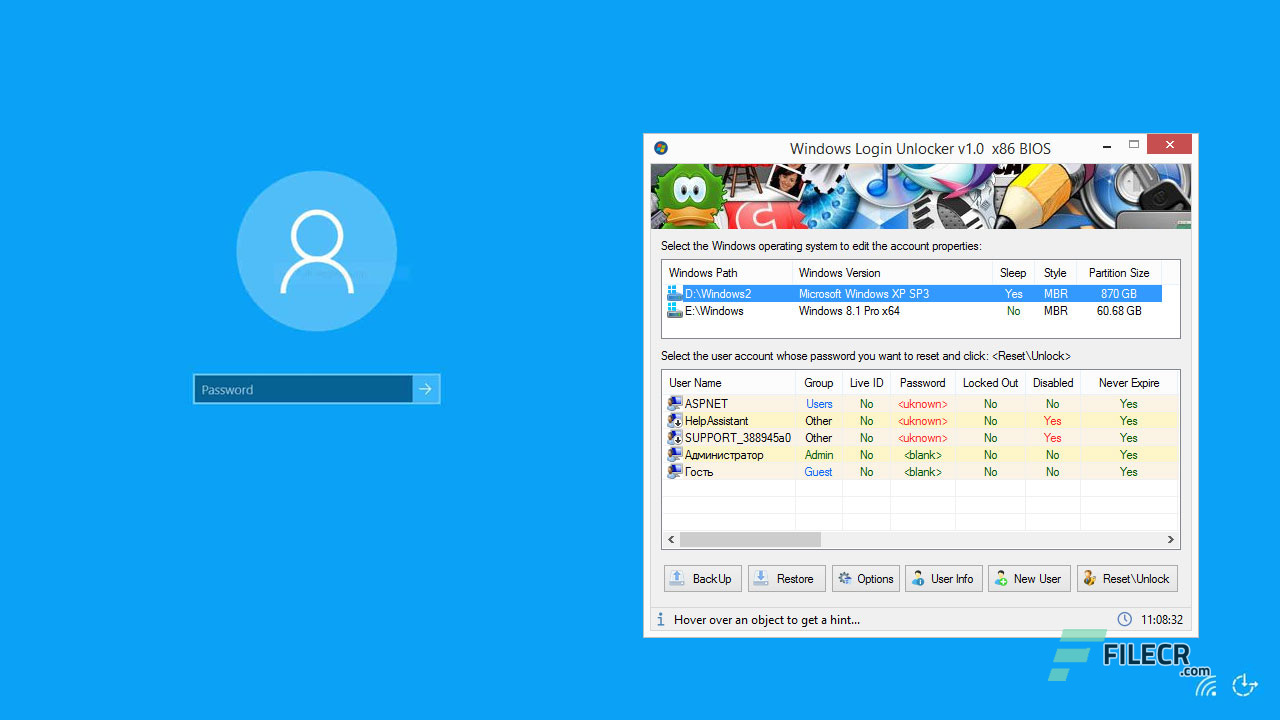 Password
Windows Login Unlocker v1.0 x86 BIOS
Select the Windows operating system to edit the account properties:
Windows Path Windows Version Sleep Style Partition Size
D:\Windows2 Microsoft Windows XP SP3 Yes MBR 870 GB
E:\Windows Windows 8.1 Pro x64 No MBR 60.68 GB
Select the user account whose password you want to reset and click: <Reset\Unlock>
User Name Group Live ID Password Locked Out Disabled Never Expire
ASPNET Users No <uknown> No No Yes
HelpAssistant Other No <uknown> No Yes Yes
SUPPORT_388945a0 Other No <uknown> No Yes Yes
Администратор Admin No <blank> No No Yes
Гость Guest No <blank> No No Yes
Back Up Restore Options User Info New User Reset\Unlock
Hover over an object to get a hint... 11:08:32
FILECR
.com